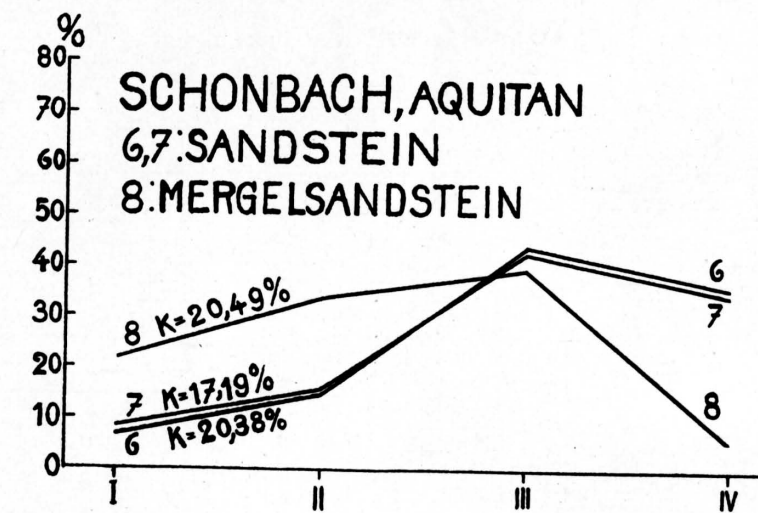 %
80
SCHONBACH, AQUITAN
70
6,7:SANDSTEIN
60
8:MERGELSANDSTEIN
50
40
6
8 K=20,49%
30
7
20
7 K=17,19%
8
10
6 K=20,38%
0
I II III IV